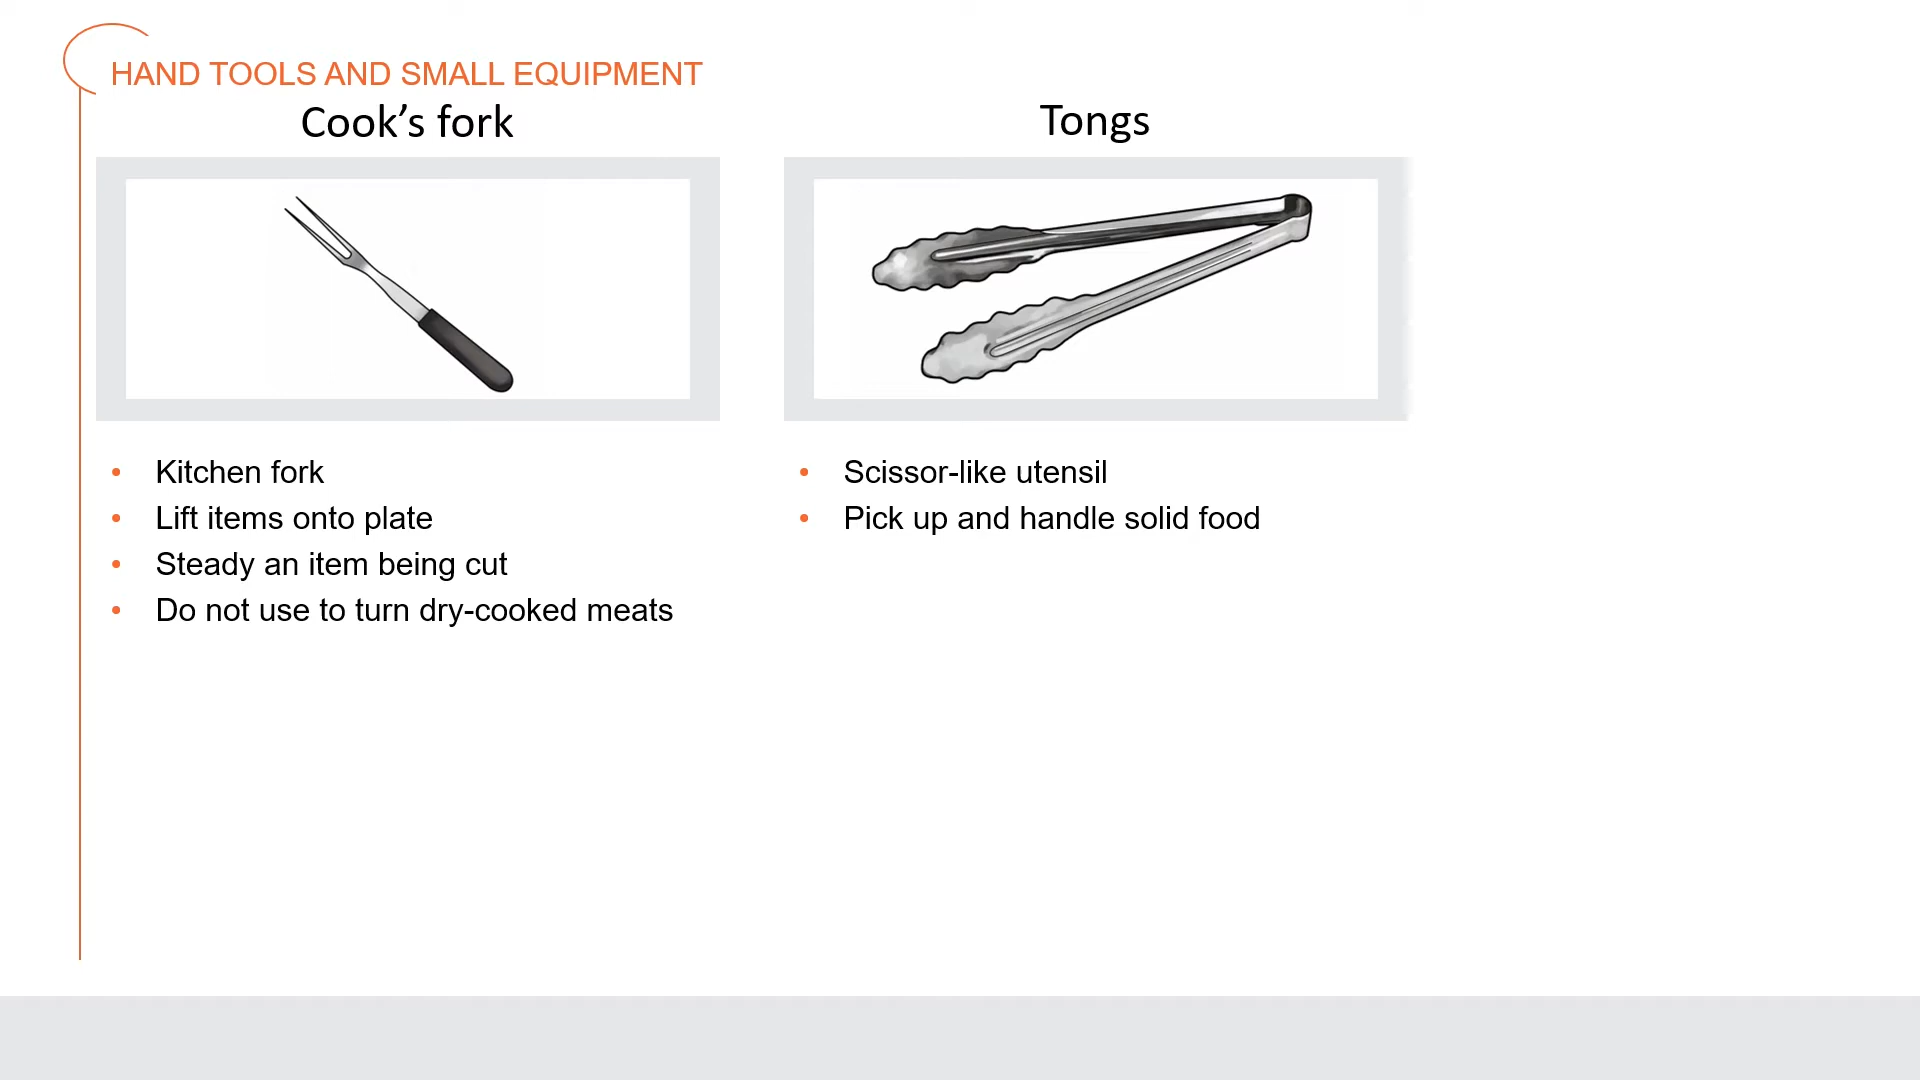 HAND TOOLS AND SMALL EQUIPMENT
Cook’s fork
• Kitchen fork
• Lift items onto plate
• Steady an item being cut
• Do not use to turn dry-cooked meats
Tongs
• Scissor-like utensil
• Pick up and handle solid food